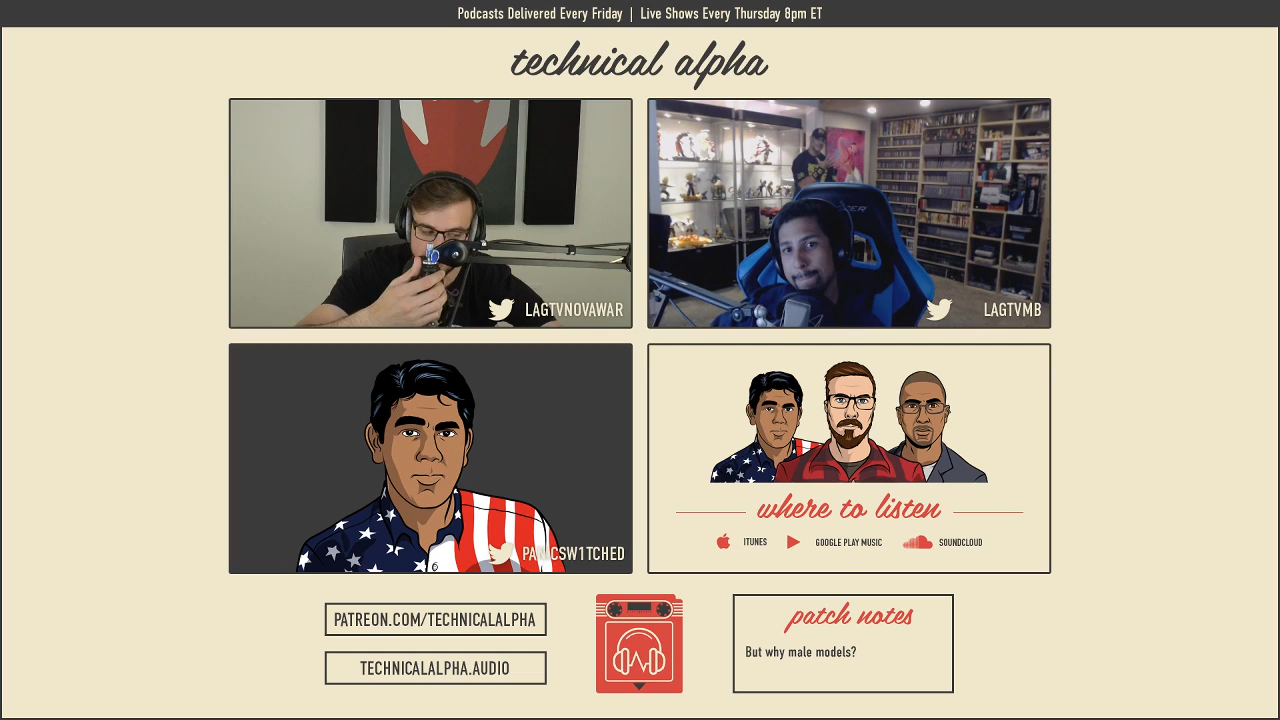 Podcasts Delivered Every Friday | Live Shows Every Thursday 8pm ET
technical alpha
LAGTVNOVAWAR
LAGTVMB
PANICSW1TCHED
where to listen
ITUNES
GOOGLE PLAY MUSIC
SOUNDCLOUD
PATREON.COM/TECHNICALALPHA
TECHNICALALPHA.AUDIO
patch notes
But why male models?